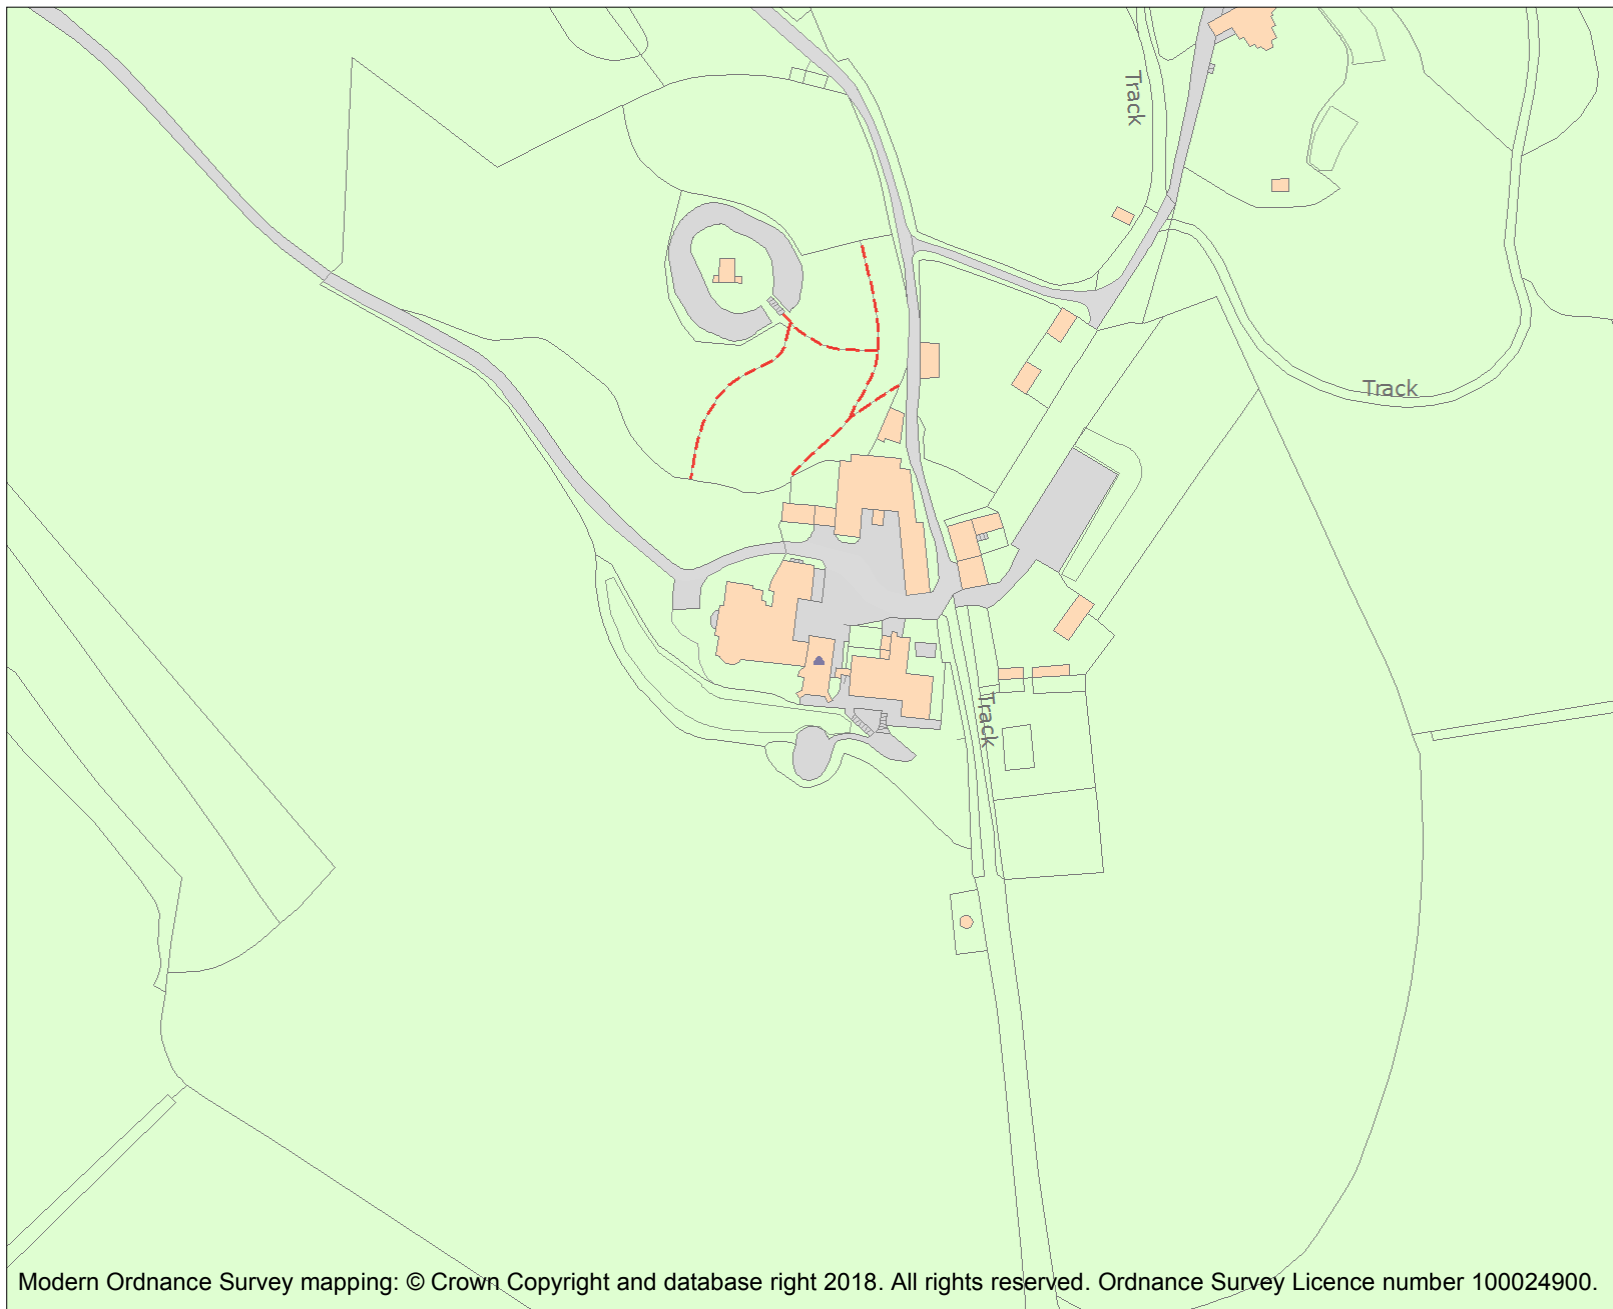 Track
Track
Track
Modern Ordnance Survey mapping: © Crown Copyright and database right 2018. All rights reserved. Ordnance Survey Licence number 100024900.